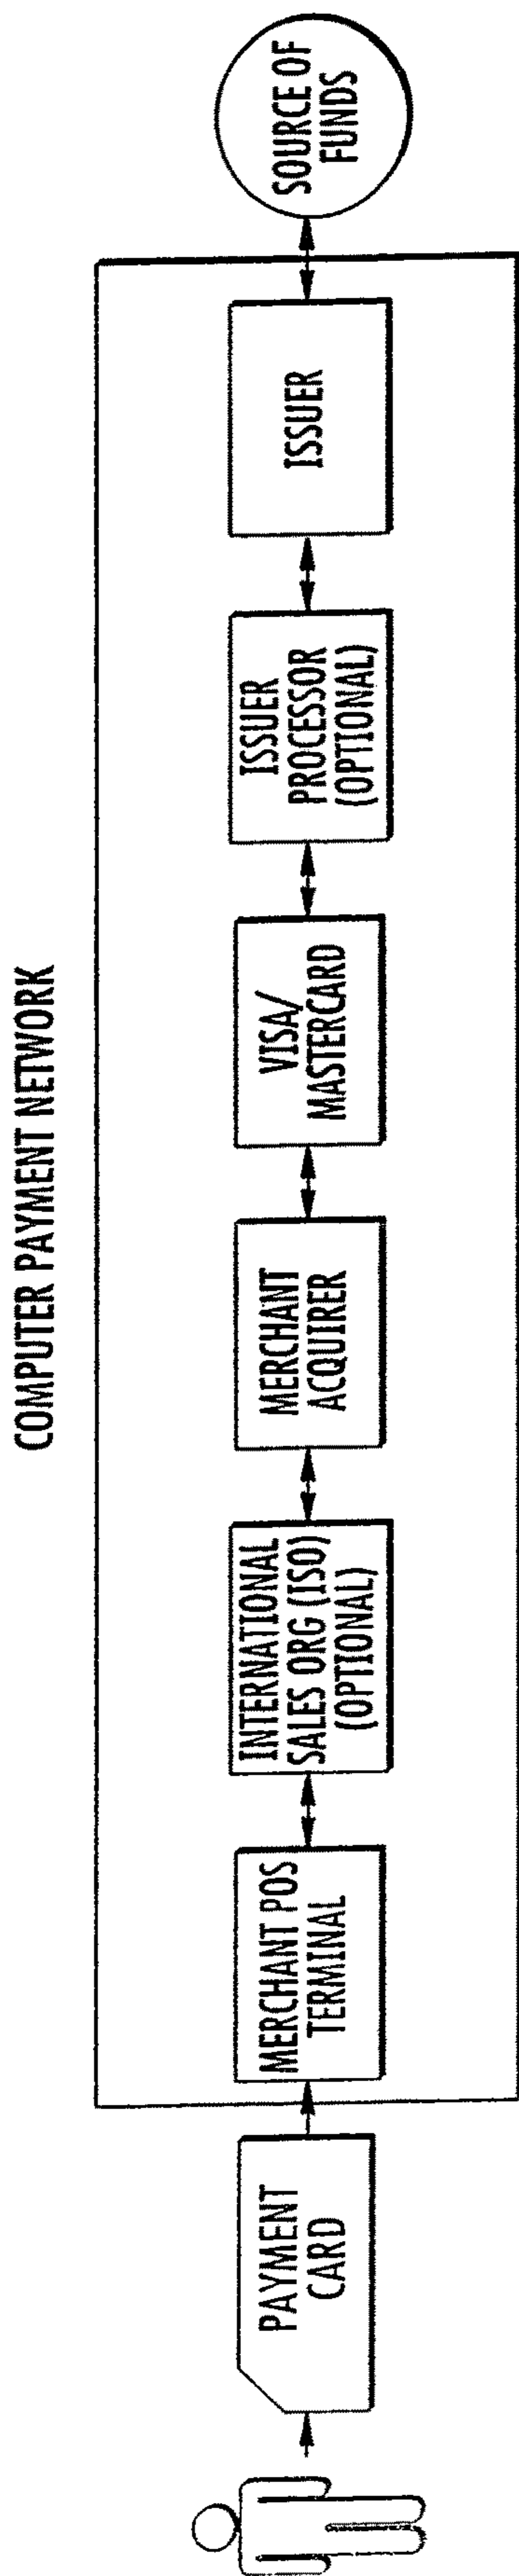 COMPUTER PAYMENT NETWORK
PAYMENT
CARD
MERCHANT POS
TERMINAL
INTERNATIONAL
SALES ORG (ISO)
(OPTIONAL)
MERCHANT
ACQUIRER
VISA/
MASTERCARD
ISSUER
PROCESSOR
(OPTIONAL)
ISSUER
SOURCE OF
FUNDS